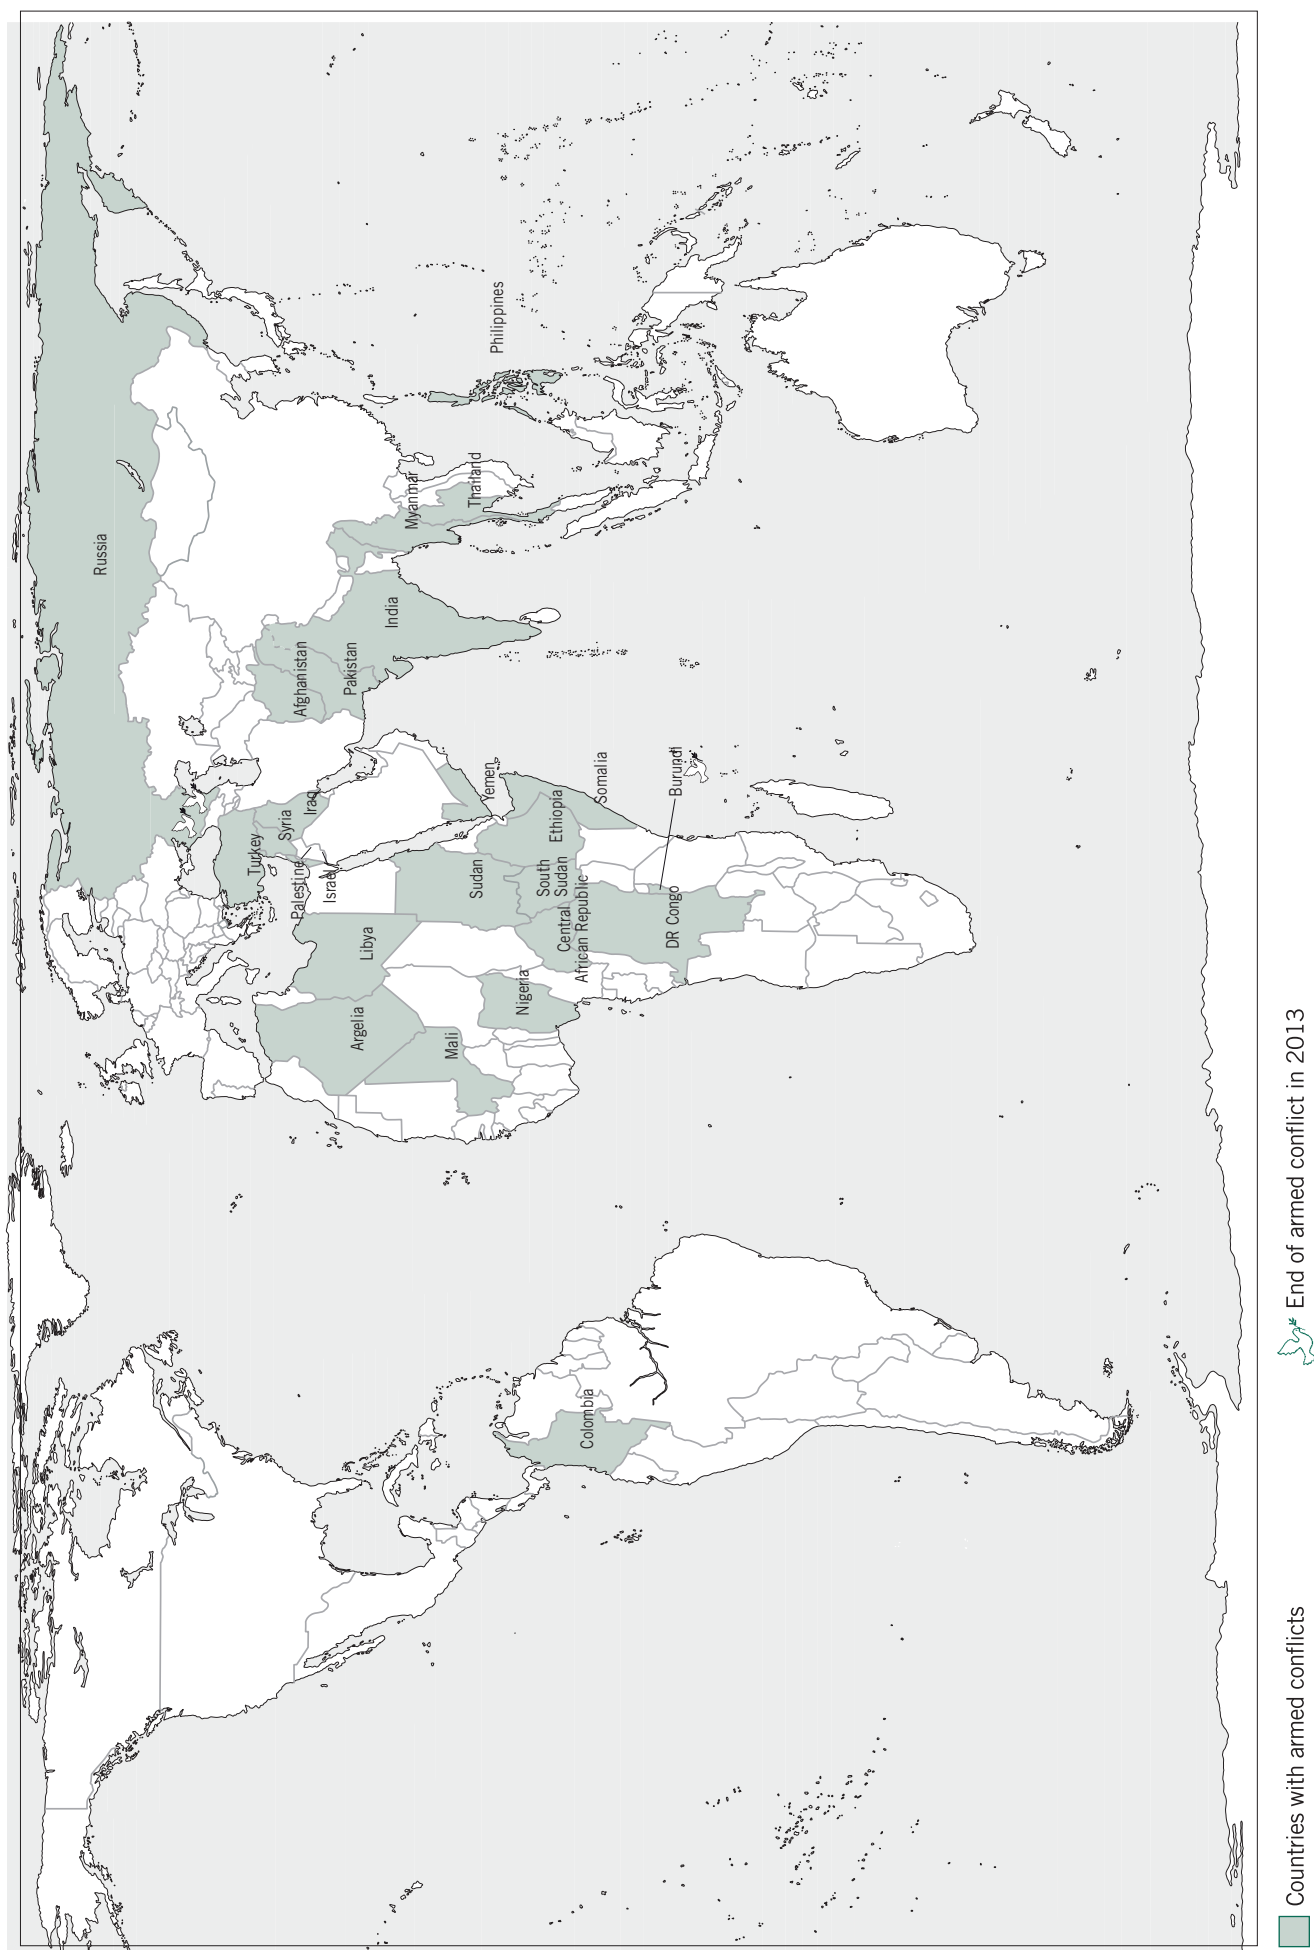 Russia
Turkey
Syria
Iraq
Palestine
Israel
Afghanistan
Pakistan
India
Myanmar
Thailand
Philippines
Argelia
Libya
Mali
Nigeria
Sudan
South
Sudan
Central
African Republic
Ethiopia
Yemen
Somalia
DR Congo
Burundi
Colombia
Countries with armed conflicts
End of armed conflict in 2013